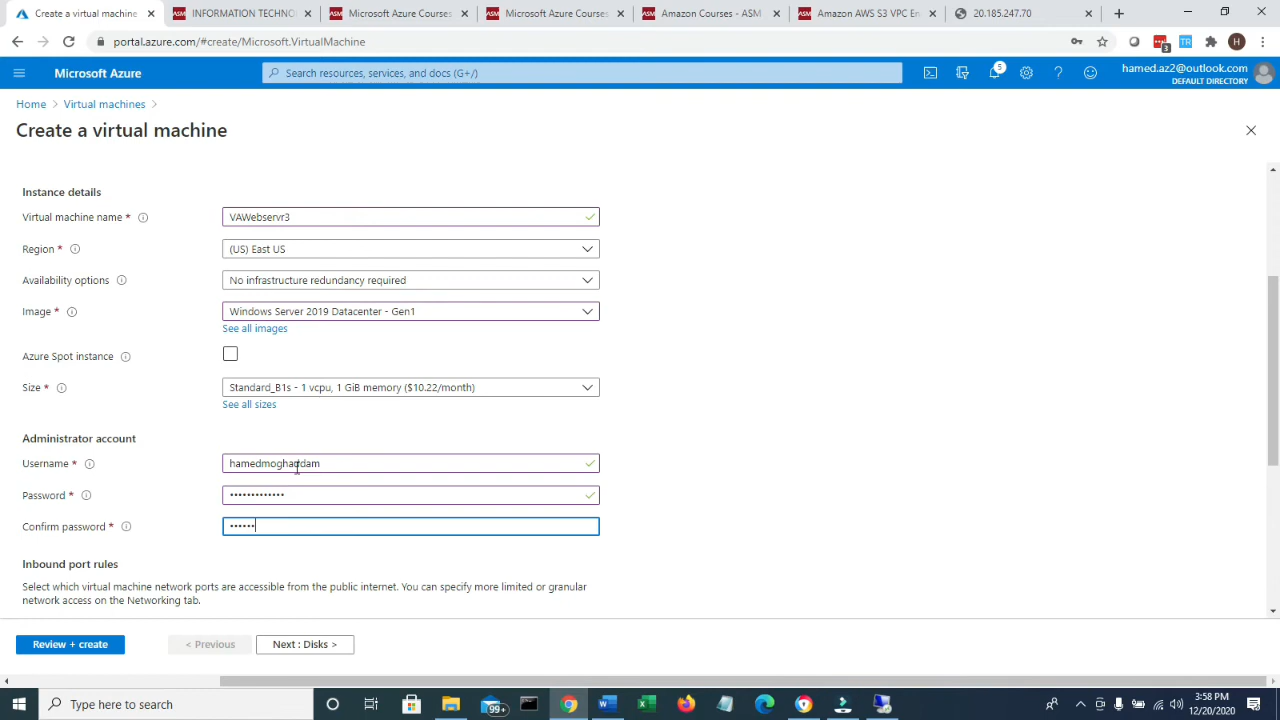 Create a virtual machine
INFORMATION TECHNO
Microsoft Azure Courses
Microsoft Azure Courses
Amazon Courses - ASM
Amazon AWS - VPC En
20.185.247.70
portal.azure.com/#create/Microsoft.VirtualMachine
3
H
Microsoft Azure
Search resources, services, and docs (G+/)
5
hamed.az2@outlook.com
DEFAULT DIRECTORY
Home > Virtual machines >
Create a virtual machine
Instance details
Virtual machine name *
VAWebservr3
Region *
(US) East US
Availability options
No infrastructure redundancy required
Image *
Windows Server 2019 Datacenter - Gen1
See all images
Azure Spot instance
Size *
Standard_B1s - 1 vcpu, 1 GiB memory ($10.22/month)
See all sizes
Administrator account
Username *
hamedmoghaddam
Password *
•••••••••••••
Confirm password *
••••••
Inbound port rules
Select which virtual machine network ports are accessible from the public internet. You can specify more limited or granular
network access on the Networking tab.
Review + create
< Previous
Next : Disks >
Type here to search
99+
3:58 PM
12/20/2020